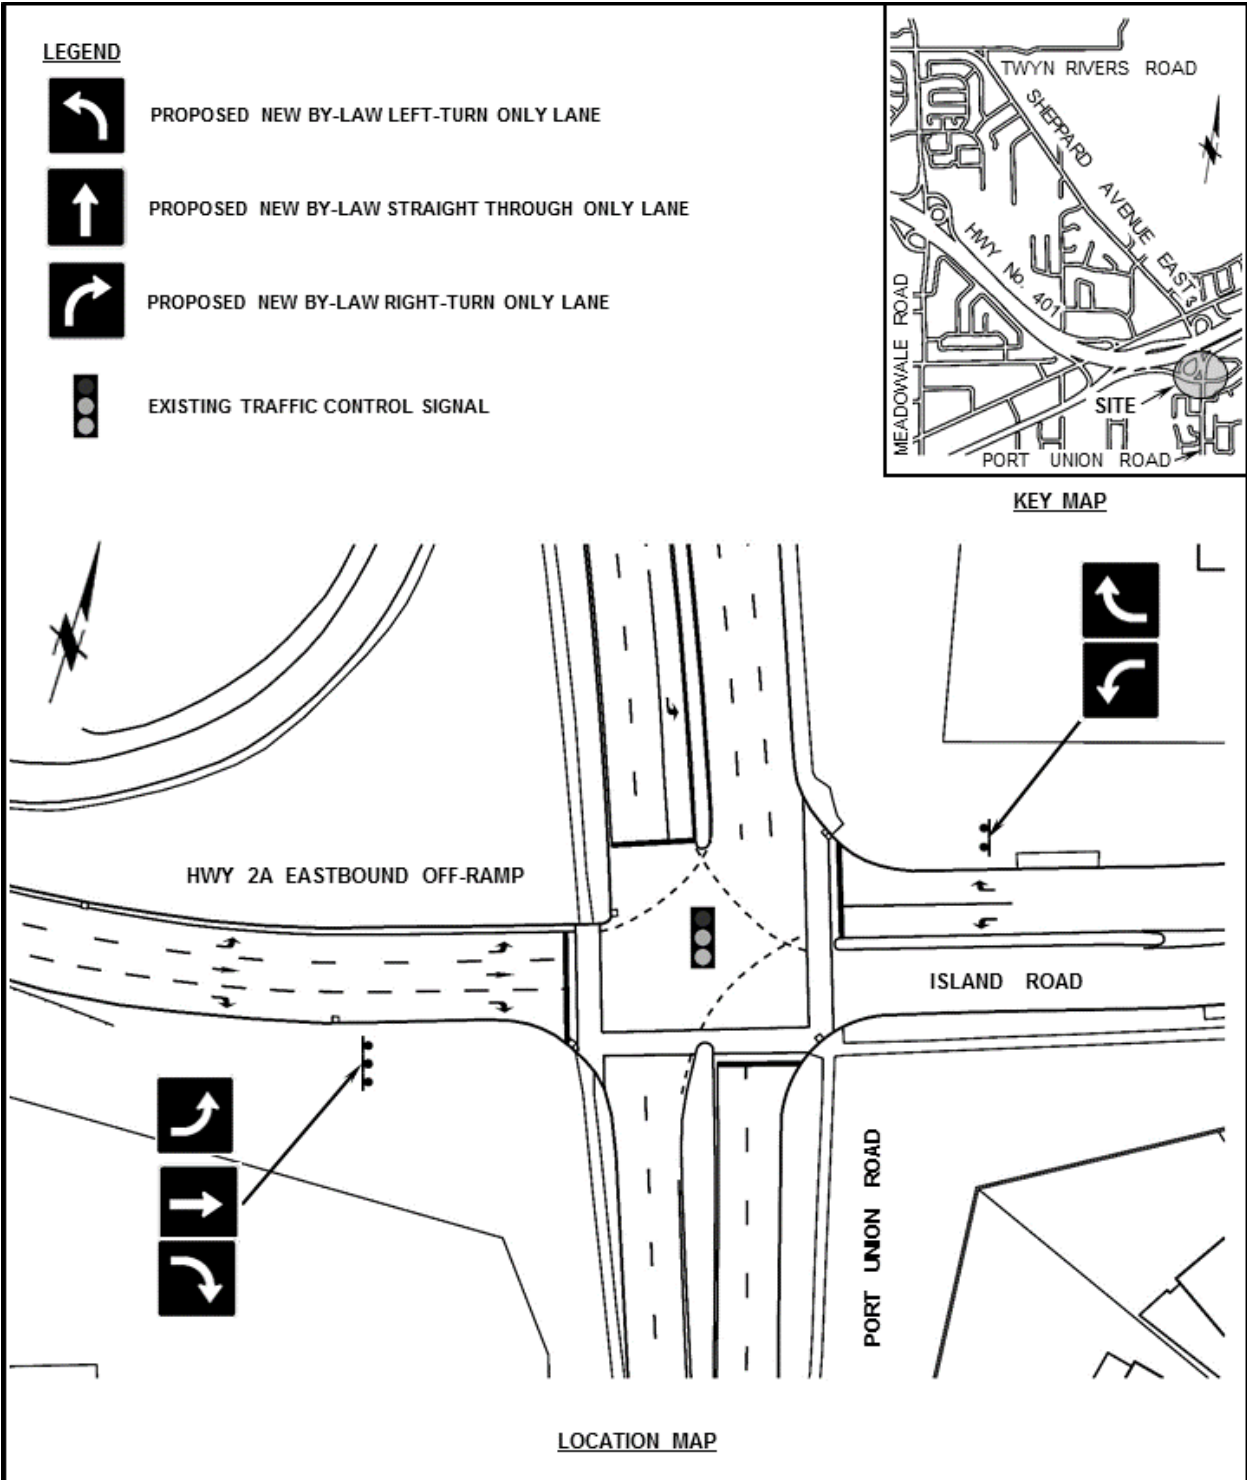 LEGEND
PROPOSED NEW BY-LAW LEFT-TURN ONLY LANE
PROPOSED NEW BY-LAW STRAIGHT THROUGH ONLY LANE
PROPOSED NEW BY-LAW RIGHT-TURN ONLY LANE
EXISTING TRAFFIC CONTROL SIGNAL
TWYN RIVERS ROAD
SHEPPARD AVENUE EAST
HWY No. 401
MEADOWALE ROAD
SITE
PORT UNION ROAD
KEY MAP
HWY 2A EASTBOUND OFF-RAMP
ISLAND ROAD
PORT UNION ROAD
LOCATION MAP